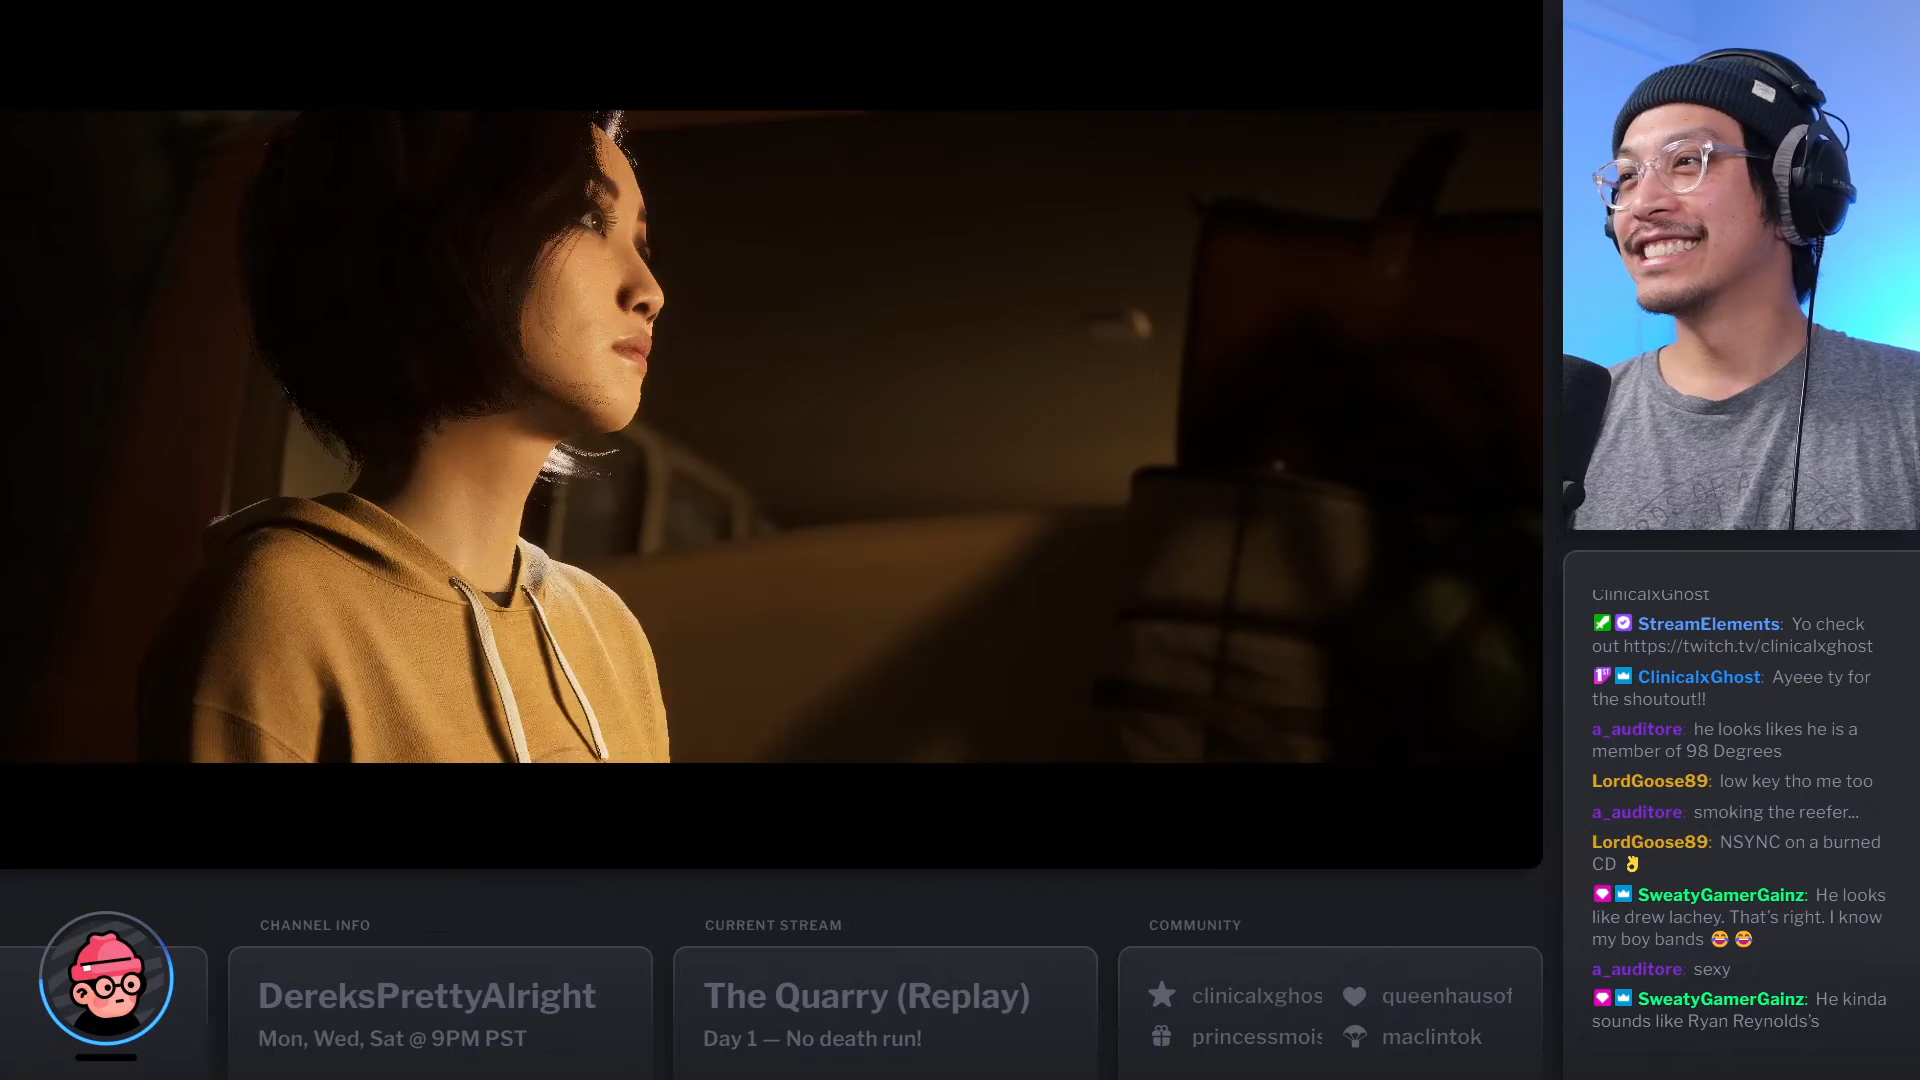 ClinicalxGhost
StreamElements: Yo check
out https://twitch.tv/clinicalxghost
ClinicalxGhost: Ayeee ty for
the shoutout!!
a_auditore: he looks likes he is a
member of 98 Degrees
LordGoose89: low key tho me too
a_auditore: smoking the reefer...
LordGoose89: NSYNC on a burned
CD 👌
SweatyGamerGainz: He looks
like drew lachey. That's right. I know
my boy bands 😂 😂
a_auditore: sexy
SweatyGamerGainz: He kinda
sounds like Ryan Reynolds's
CHANNEL INFO
DereksPrettyAlright
Mon, Wed, Sat @ 9PM PST
CURRENT STREAM
The Quarry (Replay)
Day 1 — No death run!
COMMUNITY
clinicalxghos
queenhausof
princessmois
maclintok